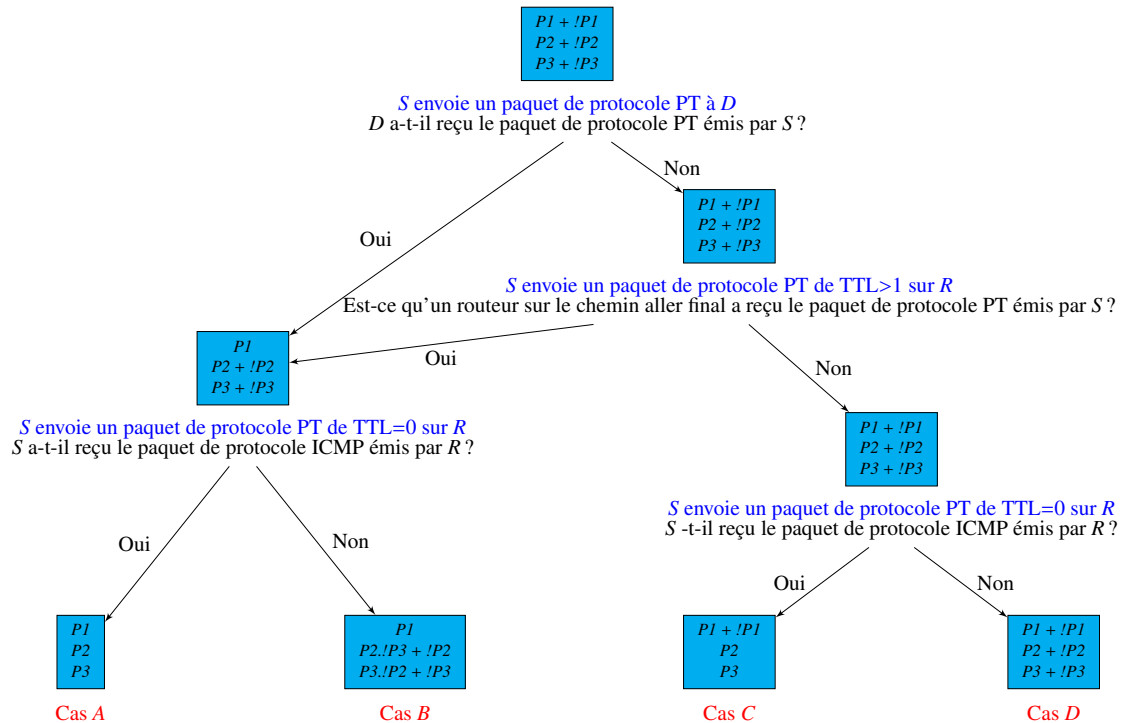 P1 + !P1
P2 + !P2
P3 + !P3
S envoie un paquet de protocole PT à D
D a-t-il reçu le paquet de protocole PT émis par S ?
Oui
Non
P1 + !P1
P2 + !P2
P3 + !P3
S envoie un paquet de protocole PT de TTL>1 sur R
Est-ce qu'un routeur sur le chemin aller final a reçu le paquet de protocole PT émis par S ?
Oui
Non
P1
P2 + !P2
P3 + !P3
S envoie un paquet de protocole PT de TTL=0 sur R
S a-t-il reçu le paquet de protocole ICMP émis par R ?
P1 + !P1
P2 + !P2
P3 + !P3
S envoie un paquet de protocole PT de TTL=0 sur R
S -t-il reçu le paquet de protocole ICMP émis par R ?
Oui
Non
Oui
Non
P1
P2
P3
Cas A
P1
P2.!P3 + !P2
P3.!P2 + !P3
Cas B
P1 + !P1
P2
P3
Cas C
P1 + !P1
P2 + !P2
P3 + !P3
Cas D